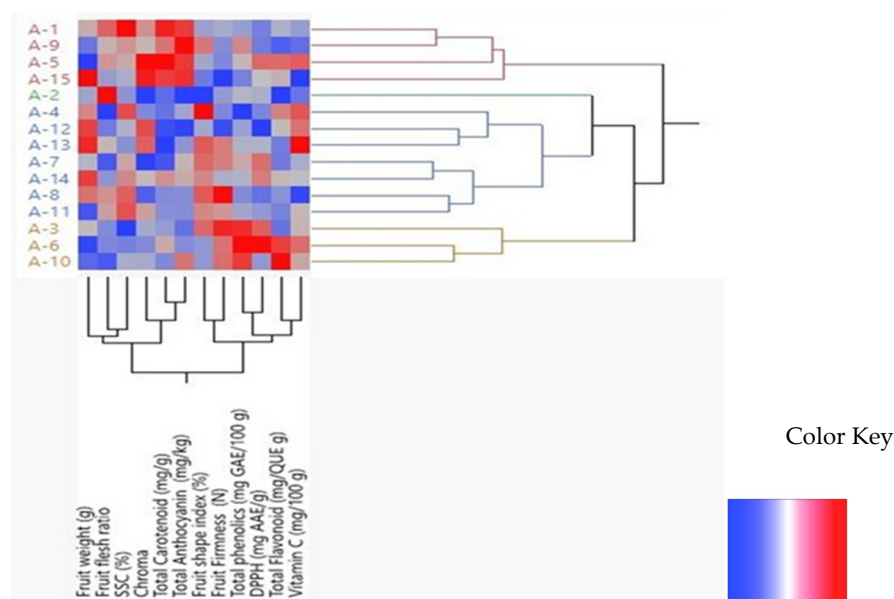 A-1
A-9
A-5
A-15
A-2
A-4
A-12
A-13
A-7
A-14
A-8
A-11
A-3
A-6
A-10
Fruit weight (g)
Fruit flesh ratio
SSC (%)
Chroma
Total Carotenoid (mg/g)
Total Anthocyanin (mg/kg)
Fruit shape index (%)
Fruit Firmness (N)
Total phenolics (mg GAE/100 g)
DPPH (mg AAE/g)
Total Flavonoid (mg/QUE g)
Vitamin C (mg/100 g)
Color Key